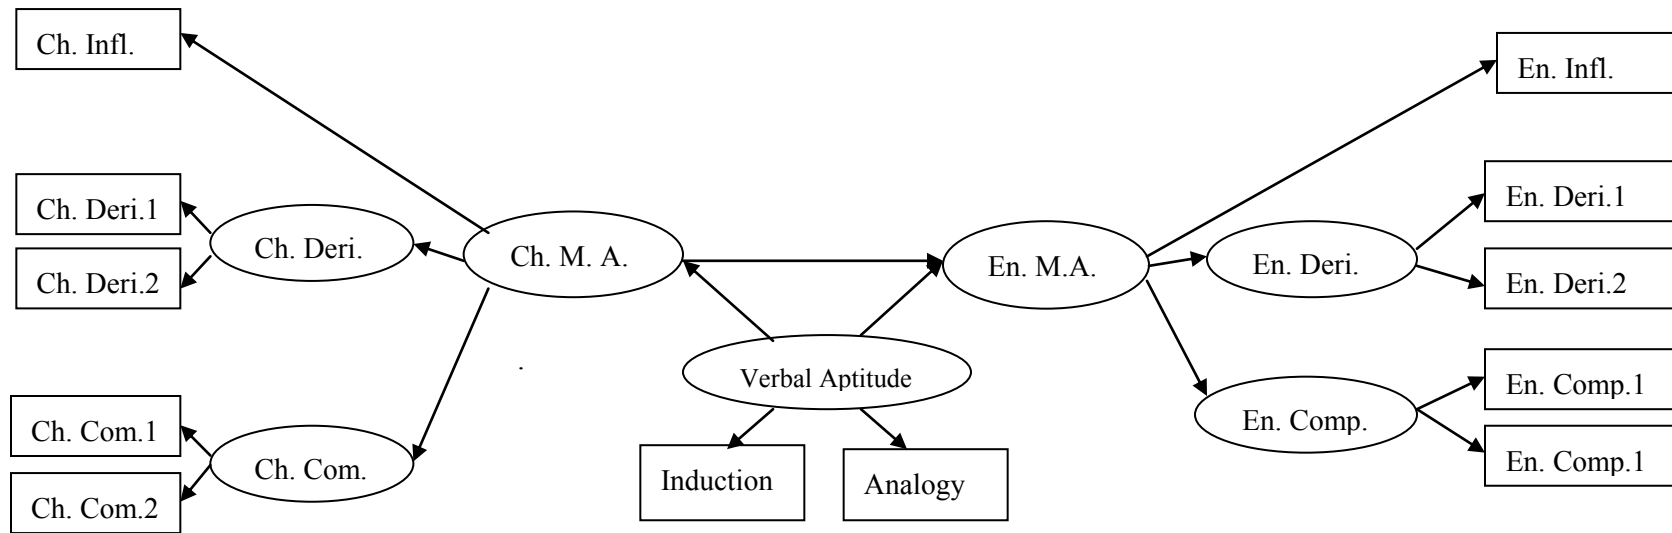 Ch. Infl.
En. Infl.
Ch. Deri.1
Ch. Deri.2
Ch. Deri.
Ch. M. A.
En. M.A.
En. Deri.
En. Deri.1
En. Deri.2
Verbal Aptitude
Ch. Com.1
Ch. Com.2
Ch. Com.
Induction
Analogy
En. Comp.
En. Comp.1
En. Comp.1